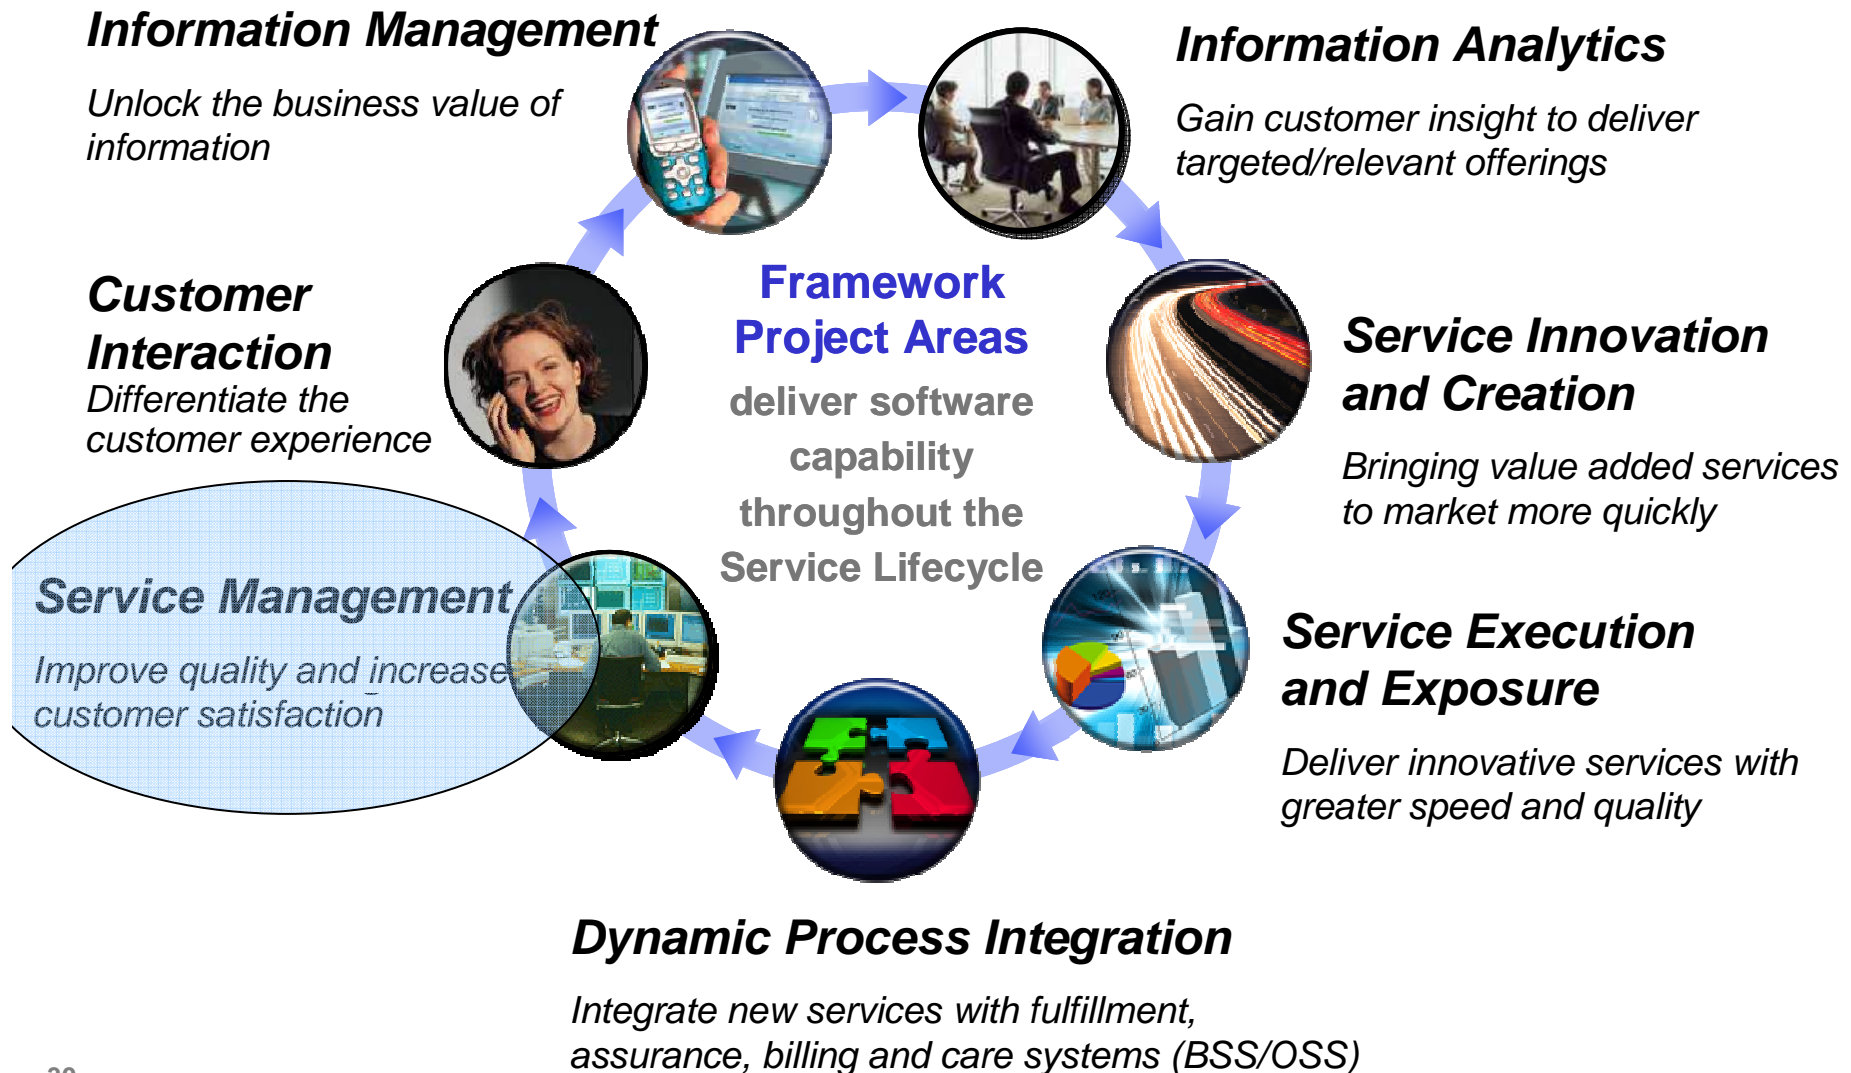 Information Management
Unlock the business value of
information
Information Analytics
Gain customer insight to deliver
targeted/relevant offerings
Customer
Interaction
Differentiate the
customer experience
Framework
Project Areas
deliver software
capability
throughout the
Service Lifecycle
Service Innovation
and Creation
Bringing value added services
to market more quickly
Service Management
Improve quality and increase
customer satisfaction
Service Execution
and Exposure
Deliver innovative services with
greater speed and quality
Dynamic Process Integration
Integrate new services with fulfillment,
assurance, billing and care systems (BSS/OSS)